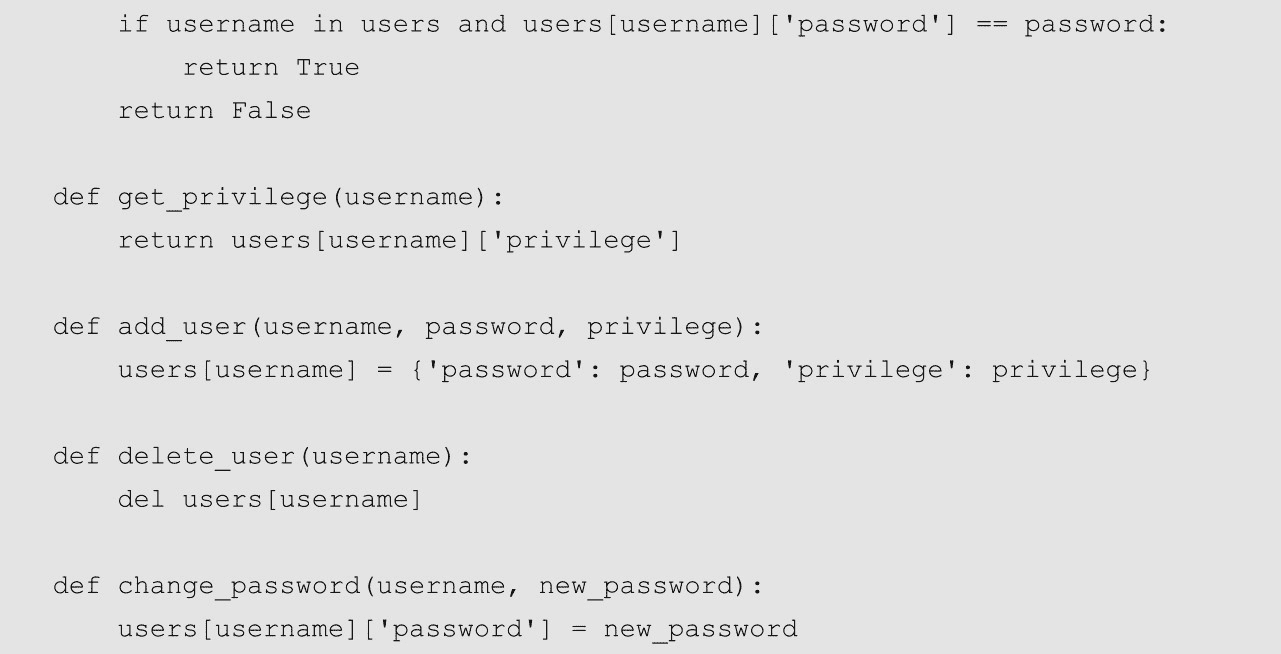 if username in users and users[username]['password'] == password:
return True
return False
def get_privilege(username):
return users[username]['privilege']
def add_user(username, password, privilege):
users[username] = {'password': password, 'privilege': privilege}
def delete_user(username):
del users[username]
def change_password(username, new_password):
users[username]['password'] = new_password